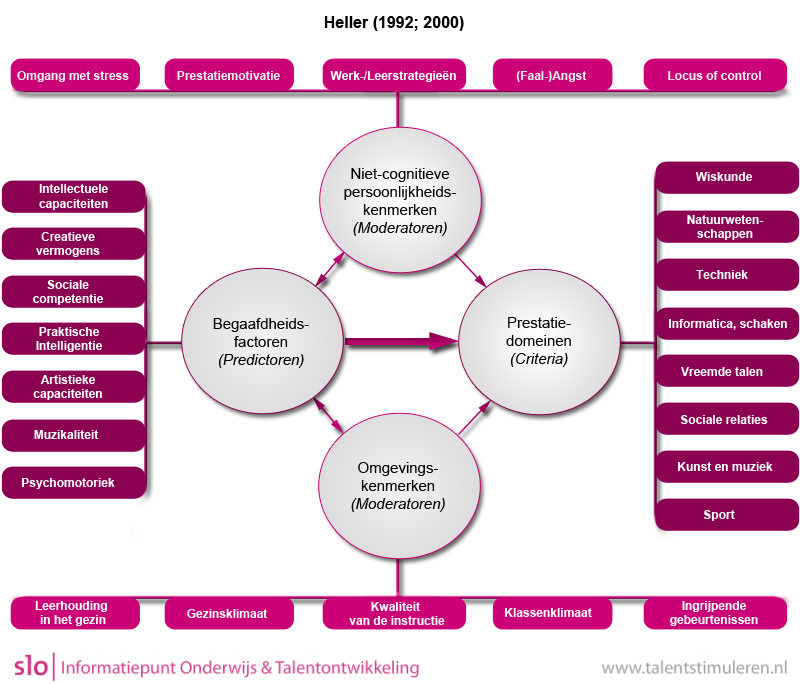 Heller (1992; 2000)
Omgang met stress
Prestatiemotivatie
Werk-/Leerstrategieën
(Faal-)Angst
Locus of control
Niet-cognitieve
persoonlijkheids-
kenmerken
(Moderatoren)
Intellectuele
capaciteiten
Creatieve
vermogens
Sociale
competentie
Praktische
Intelligentie
Artistieke
capaciteiten
Muzikaliteit
Psychomotoriek
Begaafdheids-
factoren
(Predictoren)
Prestatie-
domeinen
(Criteria)
Wiskunde
Natuurweten-
schappen
Techniek
Informatica, schaken
Vreemde talen
Sociale relaties
Kunst en muziek
Sport
Omgevings-
kenmerken
(Moderatoren)
Leerhouding
in het gezin
Gezinsklimaat
Kwaliteit
van de instructie
Klassenklimaat
Ingrijpende
gebeurtenissen
slo | Informatiepunt Onderwijs & Talentontwikkeling
www.talentstimuleren.nl